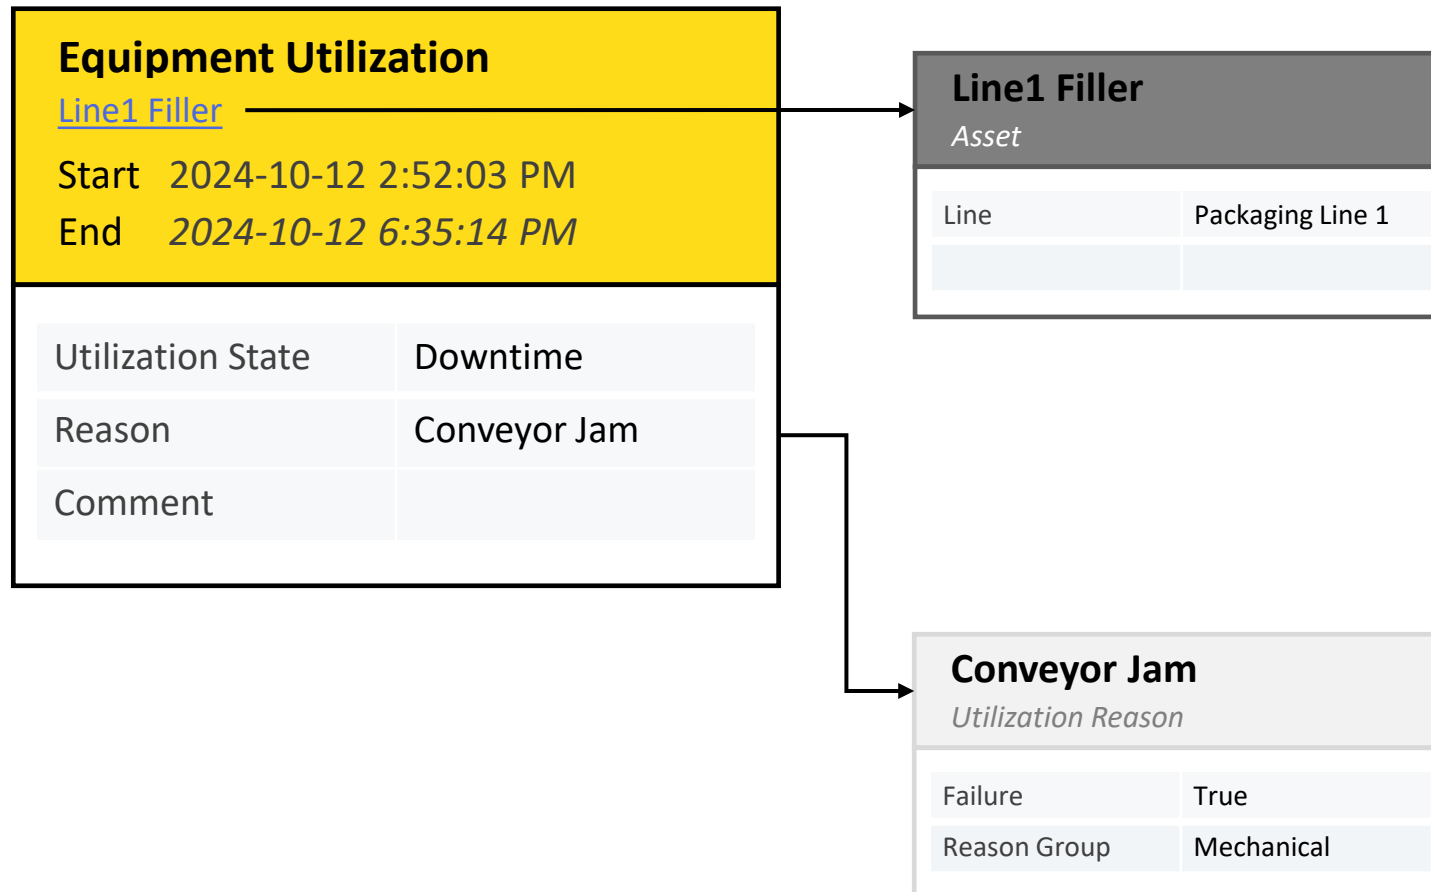 Equipment Utilization
Line1 Filler
Start 2024-10-12 2:52:03 PM
End 2024-10-12 6:35:14 PM
Utilization State Downtime
Reason Conveyor Jam
Comment
Line1 Filler
Asset
Line Packaging Line 1
Conveyor Jam
Utilization Reason
Failure True
Reason Group Mechanical